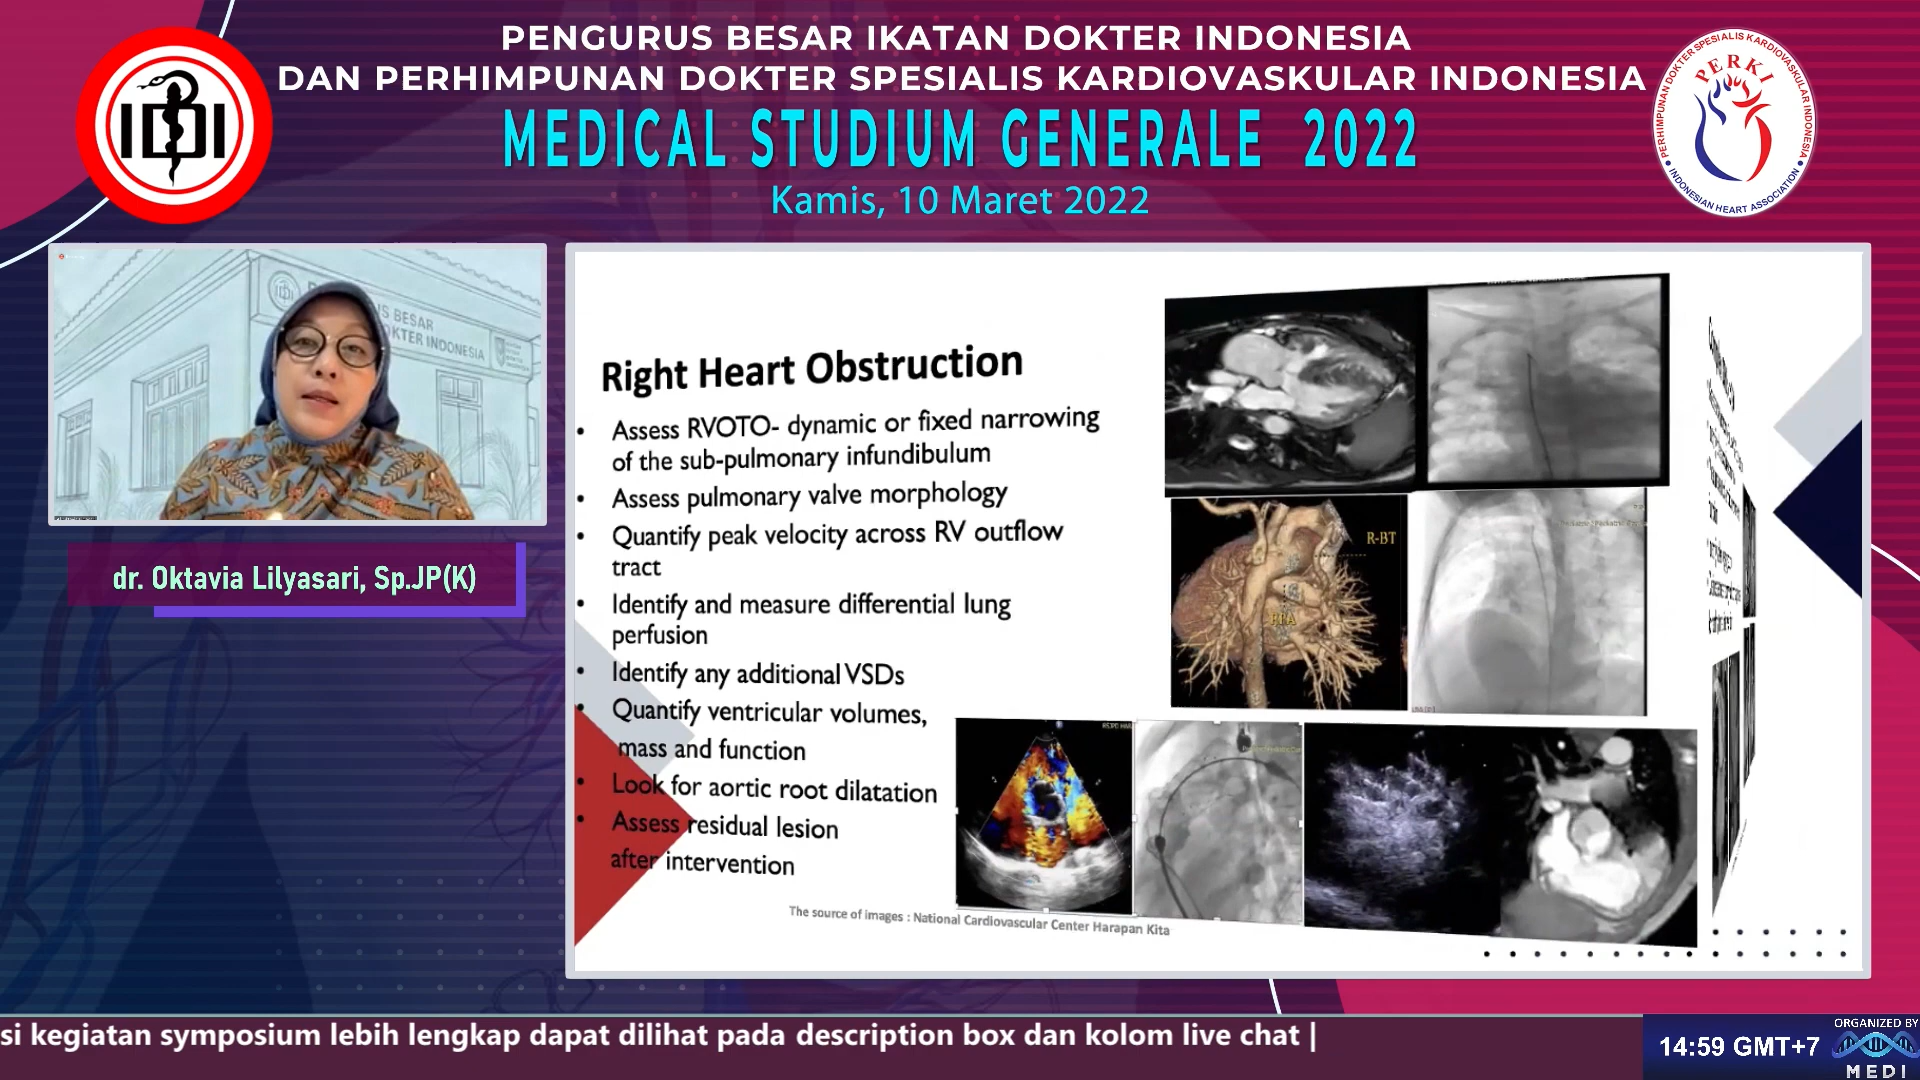 PENGURUS BESAR IKATAN DOKTER INDONESIA
DAN PERHIMPUNAN DOKTER SPESIALIS KARDIOVASKULAR INDONESIA
MEDICAL STUDIUM GENERALE 2022
Kamis, 10 Maret 2022
IDI
PERHIMPUNAN DOKTER SPESIALIS KARDIOVASKULAR INDONESIA
PERKI
• INDONESIAN HEART ASSOCIATION •
IDI
US BESAR
OKTER INDONESIA
dr. Oktavia Lilyasari, Sp.JP(K)
Right Heart Obstruction
• Assess RVOTO- dynamic or fixed narrowing
of the sub-pulmonary infundibulum
• Assess pulmonary valve morphology
• Quantify peak velocity across RV outflow
tract
• Identify and measure differential lung
perfusion
• Identify any additional VSDs
• Quantify ventricular volumes,
mass and function
• Look for aortic root dilatation
• Assess residual lesion
after intervention
R-BT
The source of images : National Cardiovascular Center Harapan Kita
si kegiatan symposium lebih lengkap dapat dilihat pada description box dan kolom live chat |
14:59 GMT+7
ORGANIZED BY
MEDI